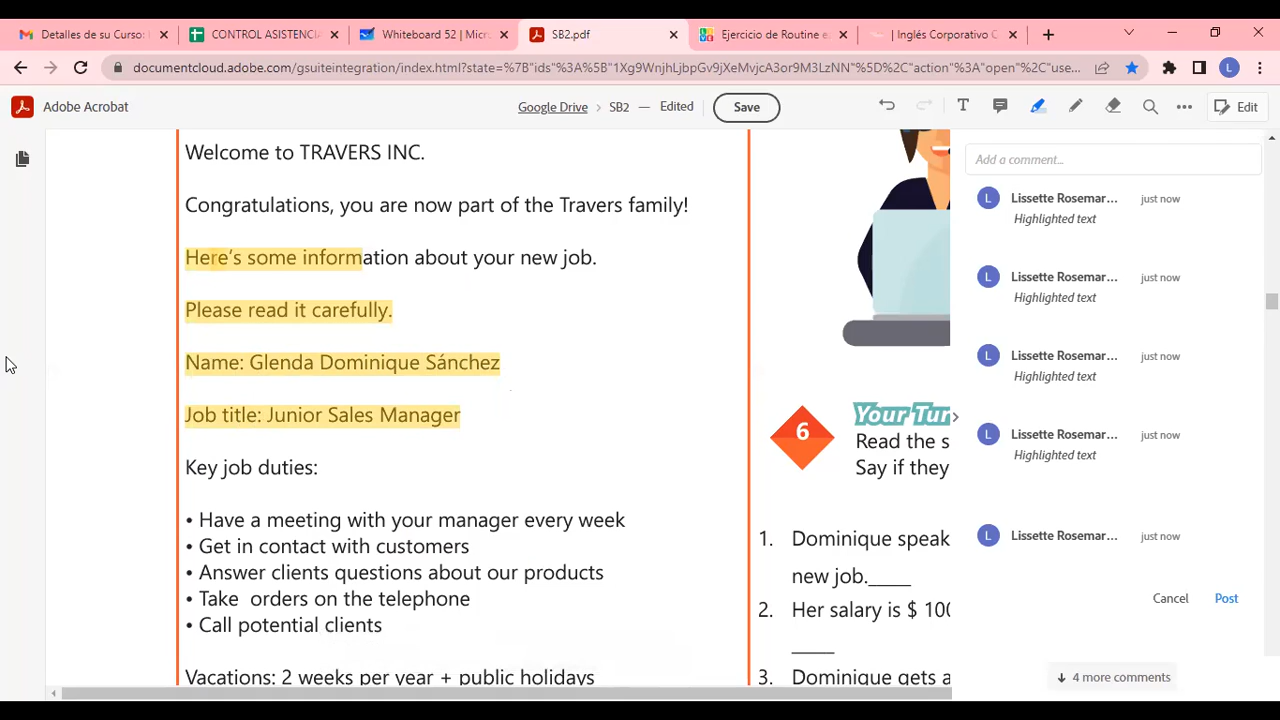 Detalles de su Curso:
CONTROL ASISTENCIA
Whiteboard 52 | Micr
SB2.pdf
Ejercicio de Routine e
| Inglés Corporativo C
documentcloud.adobe.com/gsuiteintegration/index.html?state=%7B"ids"%3A%5B"1Xg9WnjhLjbpGv9jXeMvjcA3or9M3LzNN"%5D%2C"action"%3A"open"%2C"use...
L
Adobe Acrobat
Google Drive > SB2 — Edited
Save
Edit
Welcome to TRAVERS INC.
Congratulations, you are now part of the Travers family!
Here's some information about your new job.
Please read it carefully.
Name: Glenda Dominique Sánchez
Job title: Junior Sales Manager
Key job duties:
• Have a meeting with your manager every week
• Get in contact with customers
• Answer clients questions about our products
• Take orders on the telephone
• Call potential clients
Vacations: 2 weeks per year + public holidays
6
Your Tur
Read the s
Say if they
1. Dominique speak
new job.____
2. Her salary is $ 100
____
3. Dominique gets a
Add a comment...
L Lissette Rosemar... just now
Highlighted text
L Lissette Rosemar... just now
Highlighted text
L Lissette Rosemar... just now
Highlighted text
L Lissette Rosemar... just now
Highlighted text
L Lissette Rosemar... just now
Cancel Post
4 more comments